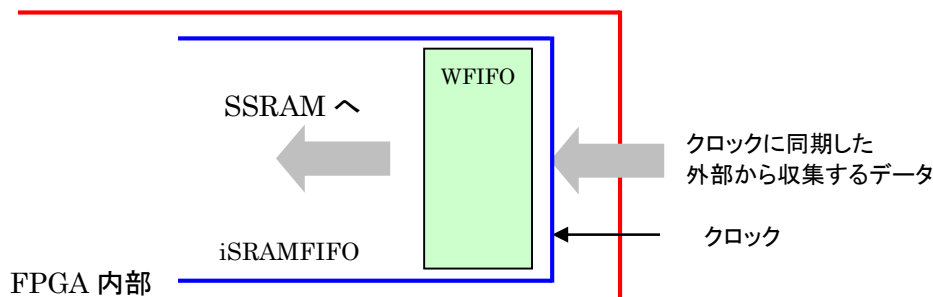 WFIFO
SSRAM へ
クロックに同期した
外部から収集するデータ
クロック
iSRAMFIFO
FPGA 内部